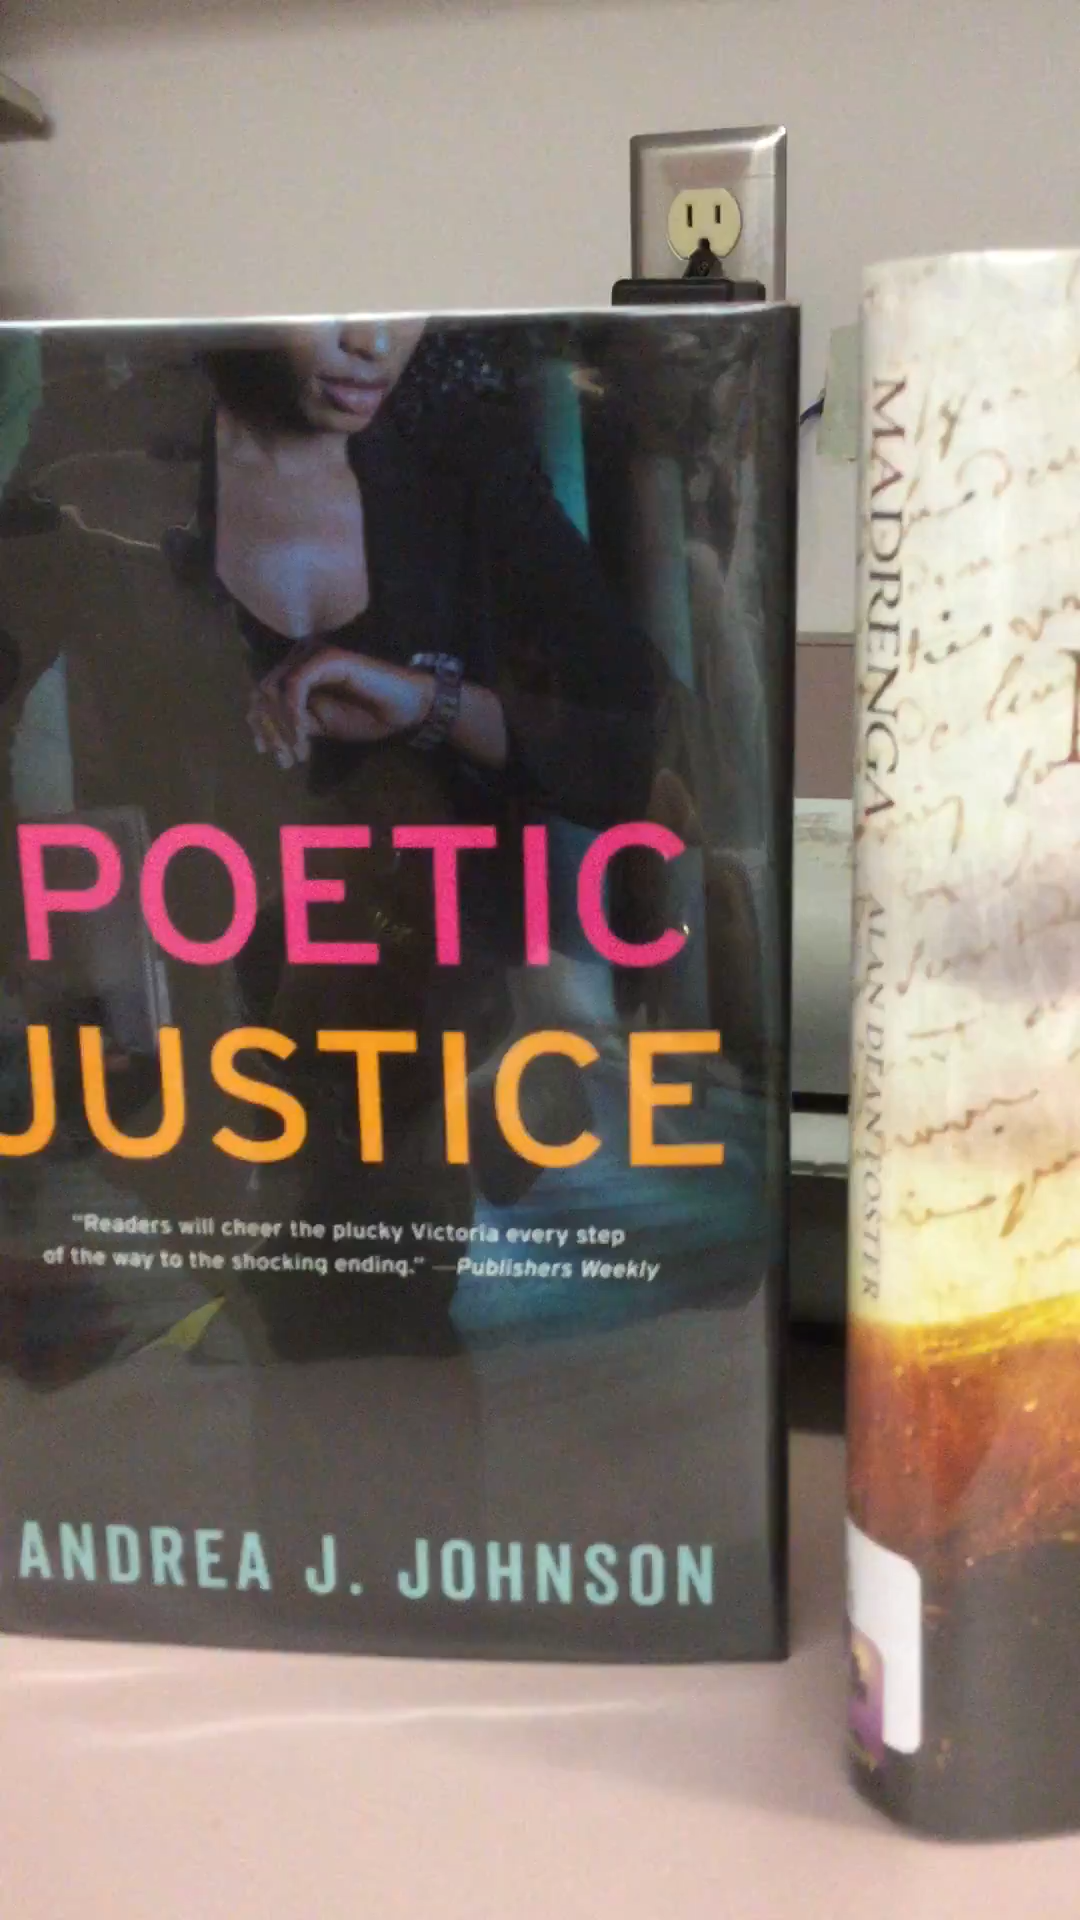 POETIC
JUSTICE
"Readers will cheer the plucky Victoria every step
of the way to the shocking ending." —Publishers Weekly
ANDREA J. JOHNSON
MADRENGA ALAN DEAN FOSTER